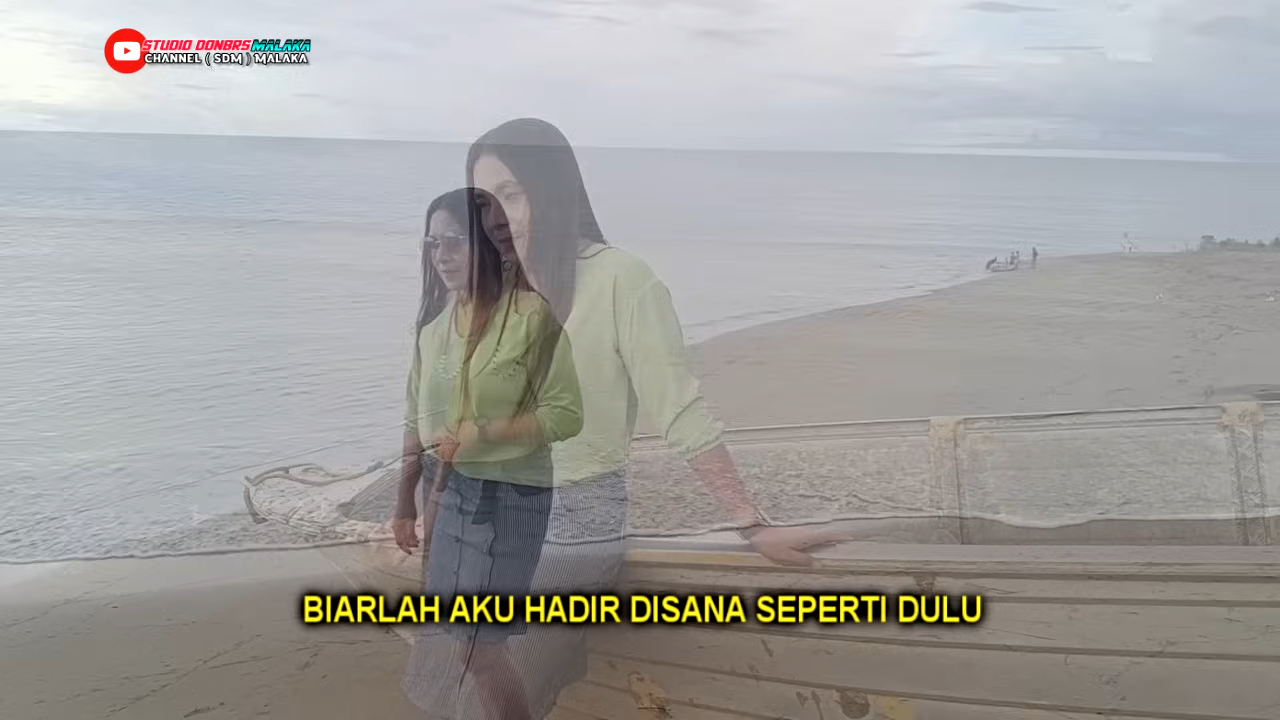 STUDIO DONBRS MALAKA
CHANNEL ( SDM ) MALAKA
BIARLAH AKU HADIR DISANA SEPERTI DULU